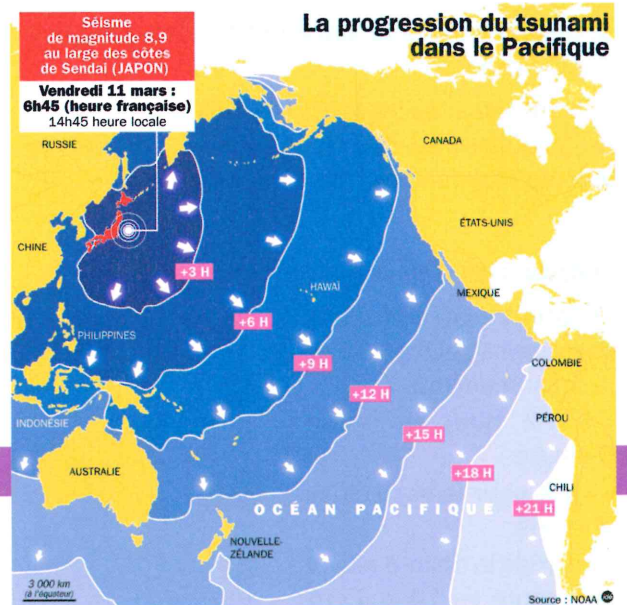 Séisme
de magnitude 8,9
au large des côtes
de Sendai (JAPON)
Vendredi 11 mars :
6h45 (heure française)
14h45 heure locale
La progression du tsunami
dans le Pacifique
RUSSIE
CANADA
CHINE
ÉTATS-UNIS
+3 H
HAWAÏ
MEXIQUE
PHILIPPINES
+6 H
+9 H
COLOMBIE
+12 H
INDONÉSIE
PÉROU
+15 H
AUSTRALIE
+18 H
CHILI
OCÉAN PACIFIQUE
+21 H
NOUVELLE-
ZÉLANDE
3 000 km
(à l'équateur)
Source : NOAA